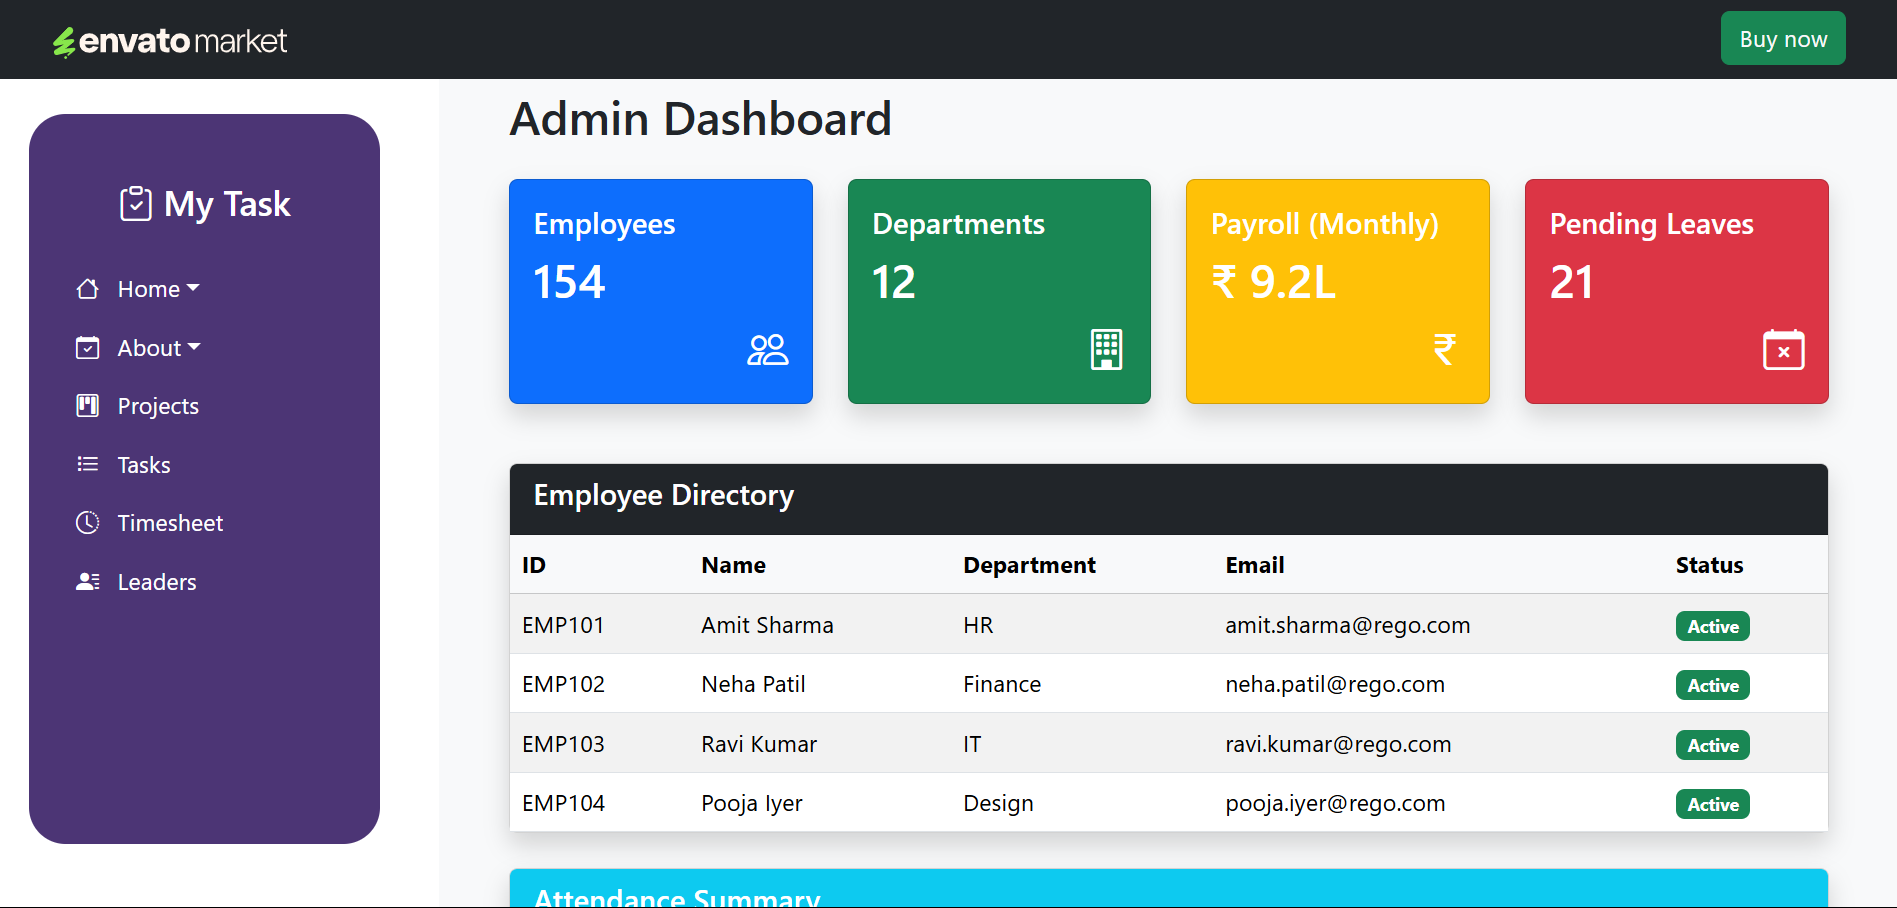 envato market
Buy now
My Task
Home
About
Projects
Tasks
Timesheet
Leaders
Admin Dashboard
Employees
154
Departments
12
Payroll (Monthly)
₹ 9.2L
₹
Pending Leaves
21
Employee Directory
ID Name Department Email Status
EMP101 Amit Sharma HR amit.sharma@rego.com Active
EMP102 Neha Patil Finance neha.patil@rego.com Active
EMP103 Ravi Kumar IT ravi.kumar@rego.com Active
EMP104 Pooja Iyer Design pooja.iyer@rego.com Active
Attendance Summary